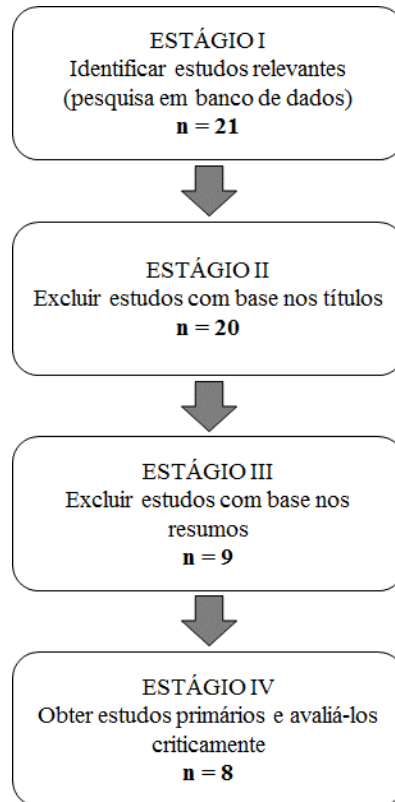 ESTÁGIO I
Identificar estudos relevantes
(pesquisa em banco de dados)
n = 21
ESTÁGIO II
Excluir estudos com base nos títulos
n = 20
ESTÁGIO III
Excluir estudos com base nos
resumos
n = 9
ESTÁGIO IV
Obter estudos primários e avaliá-los
criticamente
n = 8